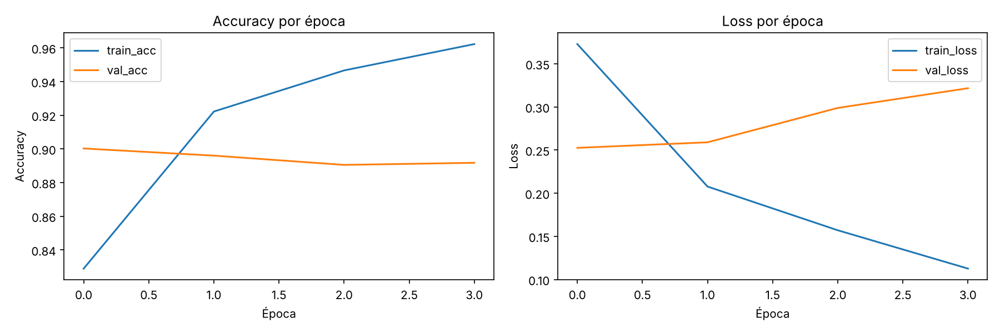 Accuracy por época
train_acc
val_acc
0.96
0.94
0.92
0.90
0.88
0.86
0.84
Accuracy
0.0 0.5 1.0 1.5 2.0 2.5 3.0
Época
Loss por época
train_loss
val_loss
0.35
0.30
0.25
0.20
0.15
0.10
Loss
0.0 0.5 1.0 1.5 2.0 2.5 3.0
Época